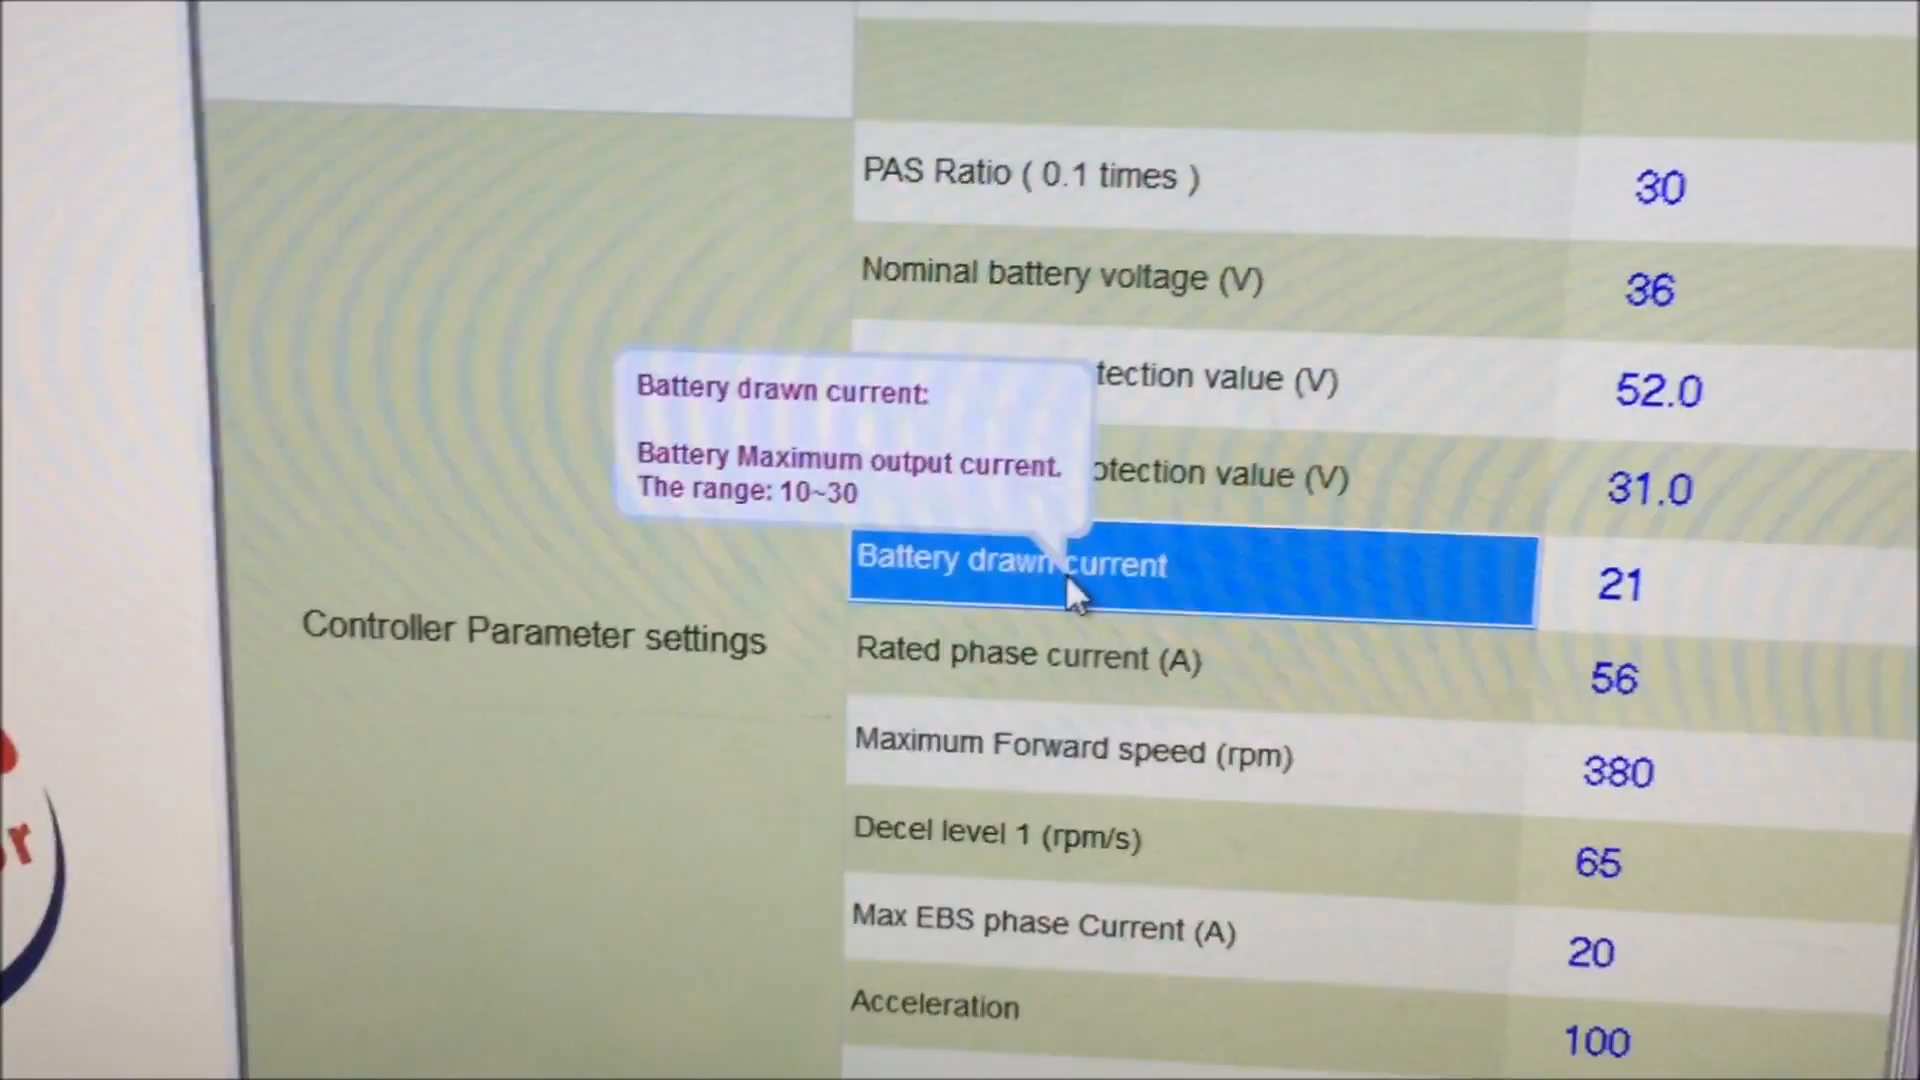 PAS Ratio ( 0.1 times )
30
Nominal battery voltage (V)
36
tection value (V)
52.0
otection value (V)
31.0
Battery drawn current:
Battery Maximum output current.
The range: 10~30
Battery drawn current
21
Controller Parameter settings
Rated phase current (A)
56
Maximum Forward speed (rpm)
380
Decel level 1 (rpm/s)
65
Max EBS phase Current (A)
20
Acceleration
100